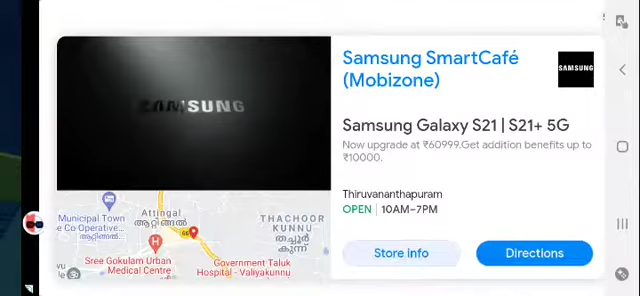 SAMSUNG
Samsung SmartCafé
(Mobizone)
SAMSUNG
Samsung Galaxy S21 | S21+ 5G
Now upgrade at ₹60999.Get addition benefits up to
₹10000.
Thiruvananthapuram
OPEN | 10AM–7PM
Store info
Directions
Municipal Town
e Co-Operative...
Attingal
ആറ്റിങ്ങൽ
THACHOOR
KUNNU
തച്ചൂർ
കുന്ന്
66
Sree Gokulam Urban
Medical Centre
Government Taluk
Hospital - Valiyakunnu